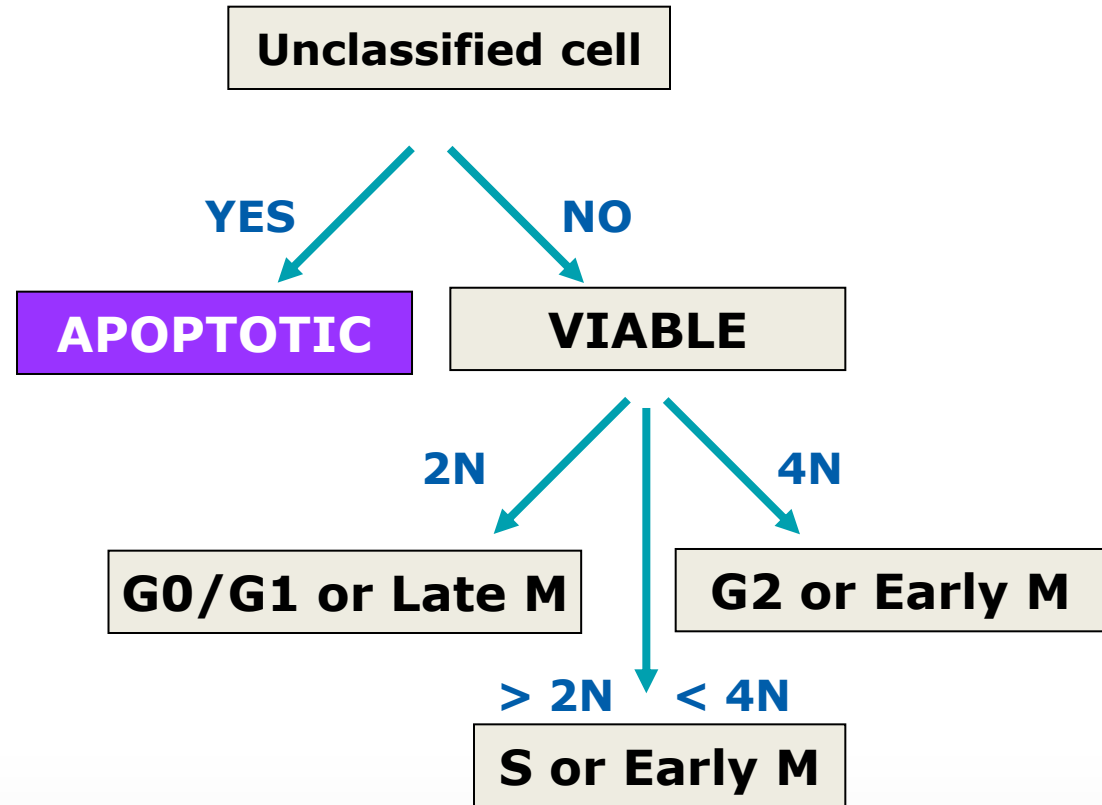 Unclassified cell
YES
NO
APOPTOTIC
VIABLE
2N
4N
G0/G1 or Late M
G2 or Early M
> 2N < 4N
S or Early M